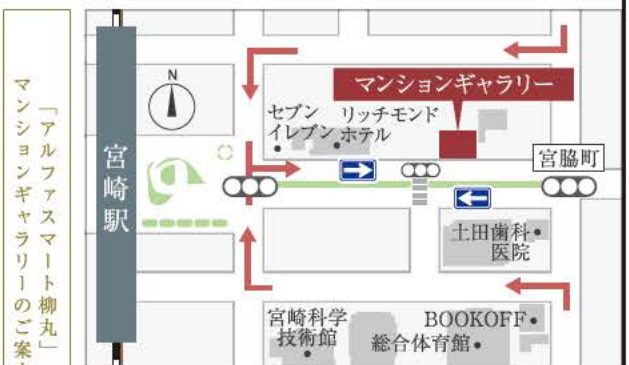 「アルファスマート柳丸」
マンションギャラリーのご案
N
マンションギャラリー
セブン
イレブン
リッチモンド
ホテル
宮脇町
宮崎駅
土田歯科
医院
宮崎科学
技術館
BOOKOFF
総合体育館